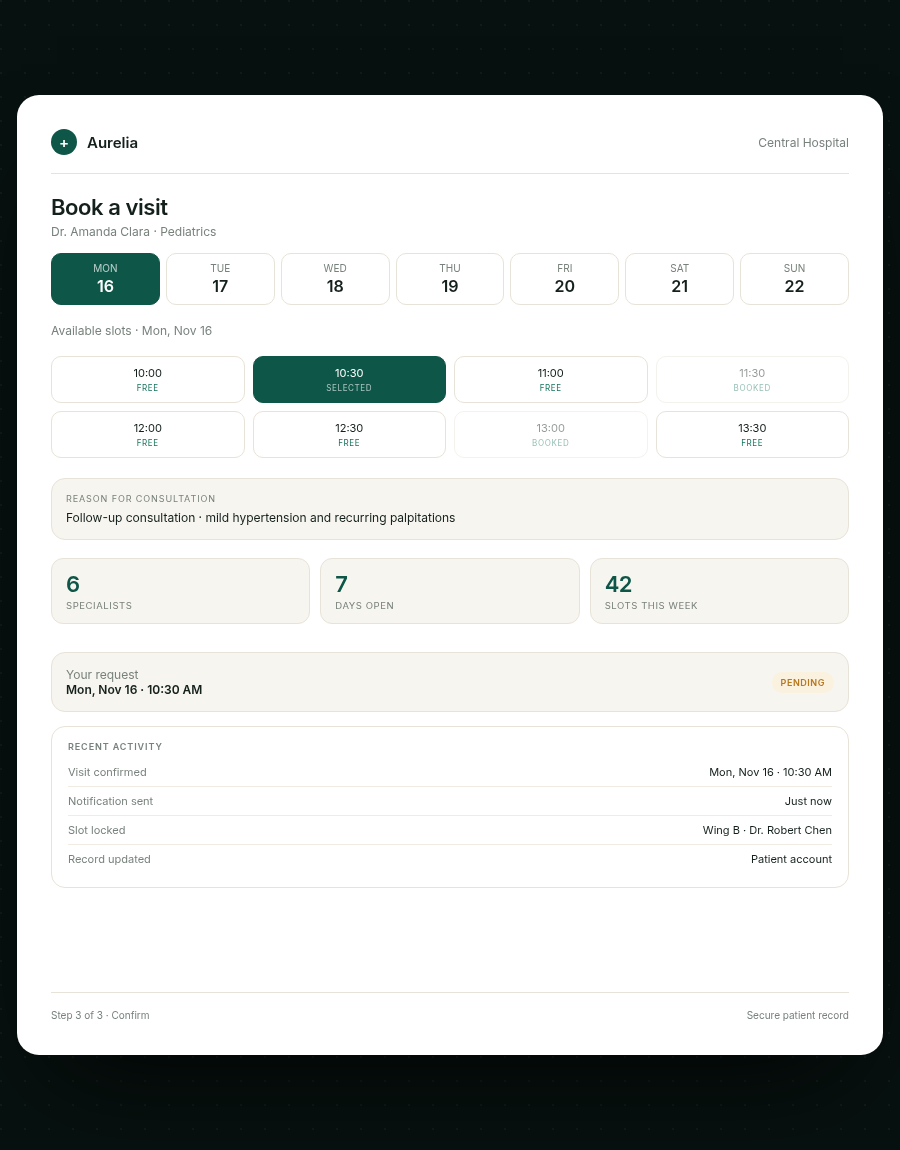 + Aurelia
Central Hospital
Book a visit
Dr. Amanda Clara · Pediatrics
MON TUE WED THU FRI SAT SUN
16 17 18 19 20 21 22
Available slots · Mon, Nov 16
10:00 10:30 11:00 11:30
FREE SELECTED FREE BOOKED
12:00 12:30 13:00 13:30
FREE FREE BOOKED FREE
REASON FOR CONSULTATION
Follow-up consultation · mild hypertension and recurring palpitations
6 7 42
SPECIALISTS DAYS OPEN SLOTS THIS WEEK
Your request
Mon, Nov 16 · 10:30 AM
PENDING
RECENT ACTIVITY
Visit confirmed Mon, Nov 16 · 10:30 AM
Notification sent Just now
Slot locked Wing B · Dr. Robert Chen
Record updated Patient account
Step 3 of 3 · Confirm Secure patient record